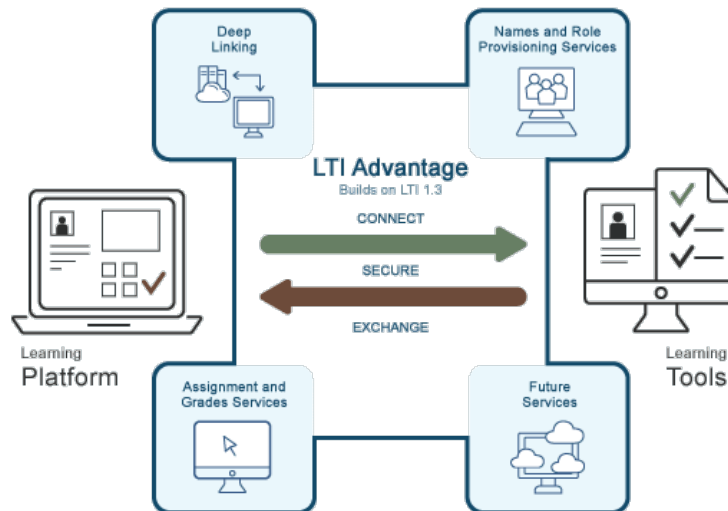 Deep
Linking
Names and Role
Provisioning Services
LTI Advantage
Builds on LTI 1.3
CONNECT
SECURE
EXCHANGE
Learning
Platform
Learning
Tools
Assignment and
Grades Services
Future
Services